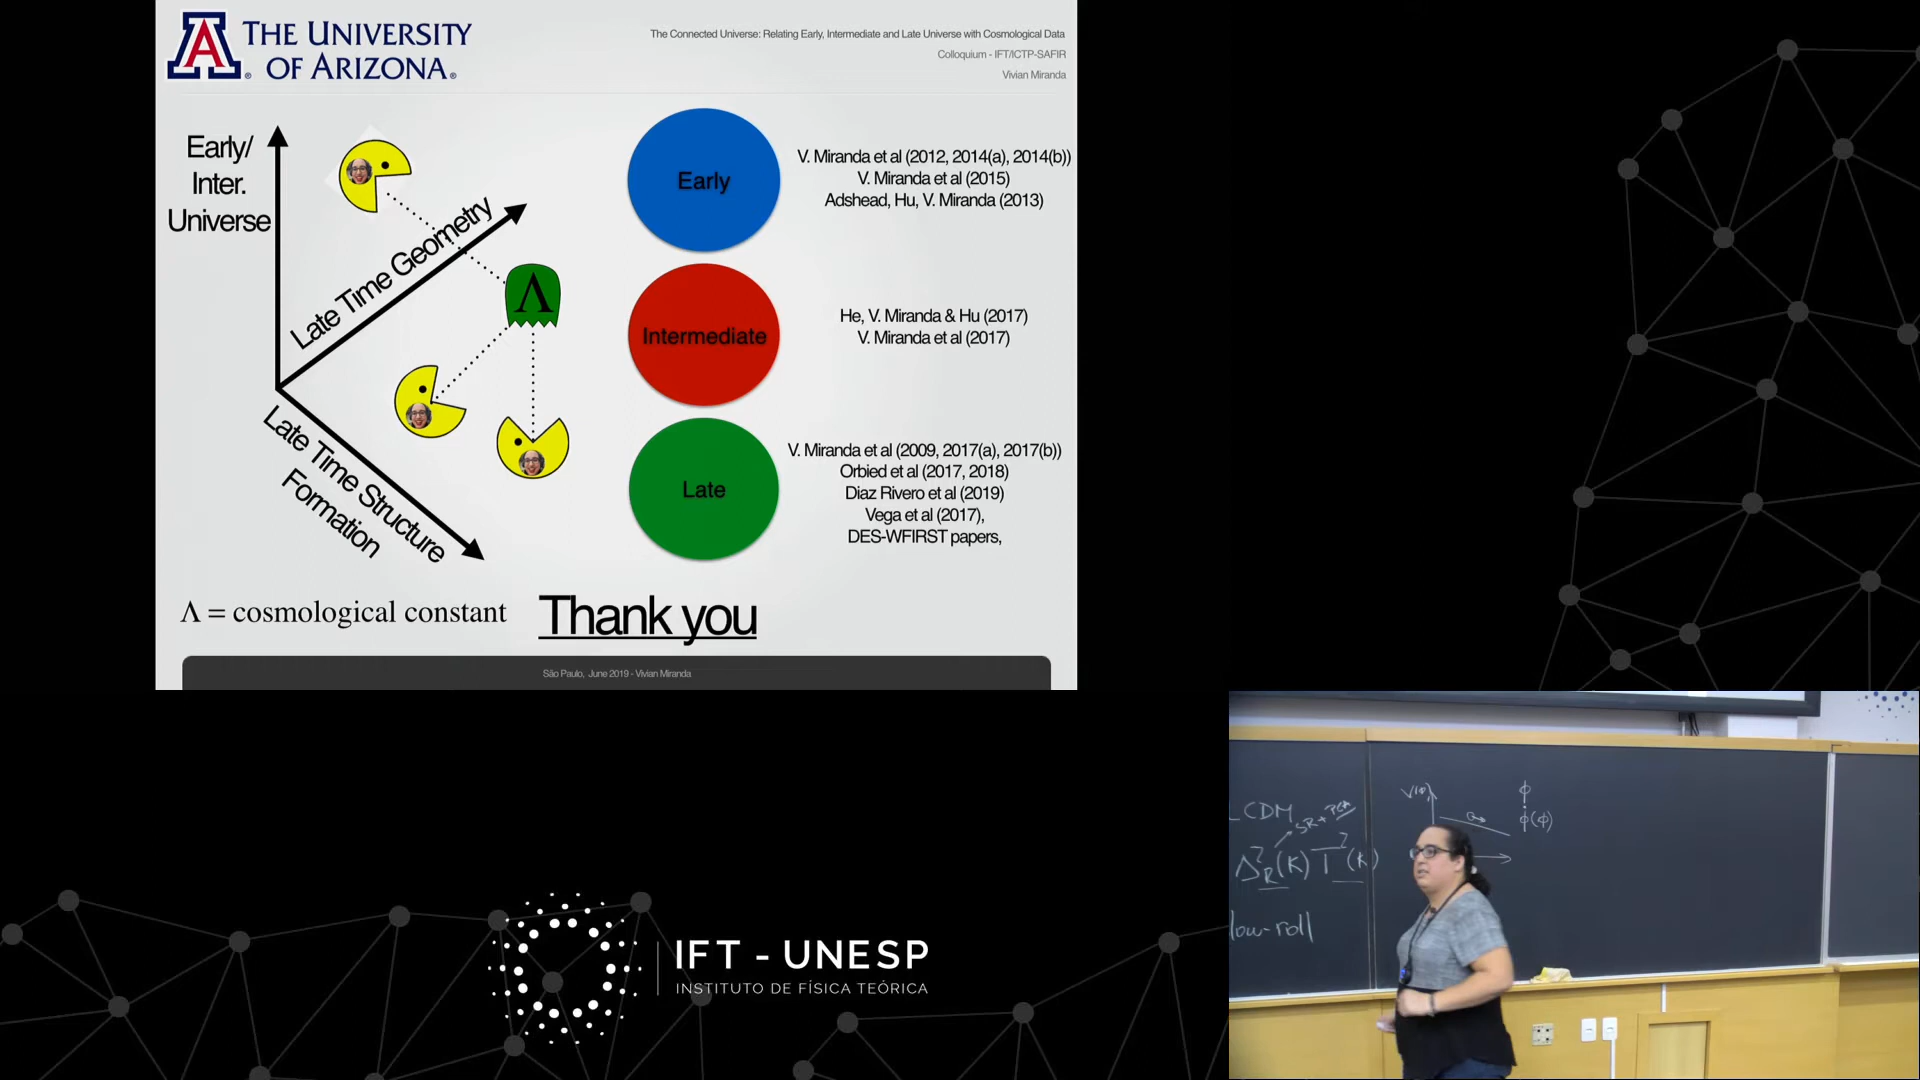 THE UNIVERSITY
OF ARIZONA.
The Connected Universe: Relating Early, Intermediate and Late Universe with Cosmological Data
Colloquium - IFT/ICTP-SAFIR
Vivian Miranda
Early/
Inter.
Universe
Late Time Geometry
Λ
Late Time Structure
Formation
Early
V. Miranda et al (2012, 2014(a), 2014(b))
V. Miranda et al (2015)
Adshead, Hu, V. Miranda (2013)
Intermediate
He, V. Miranda & Hu (2017)
V. Miranda et al (2017)
Late
V. Miranda et al (2009, 2017(a), 2017(b))
Orbied et al (2017, 2018)
Diaz Rivero et al (2019)
Vega et al (2017),
DES-WFIRST papers,
Λ = cosmological constant
Thank you
São Paulo, June 2019 - Vivian Miranda
IFT - UNESP
INSTITUTO DE FÍSICA TEÓRICA
LCDM
SR +
Δ²R(k) T²(k)
low-roll
V(φ)
φ
φ̇(φ)